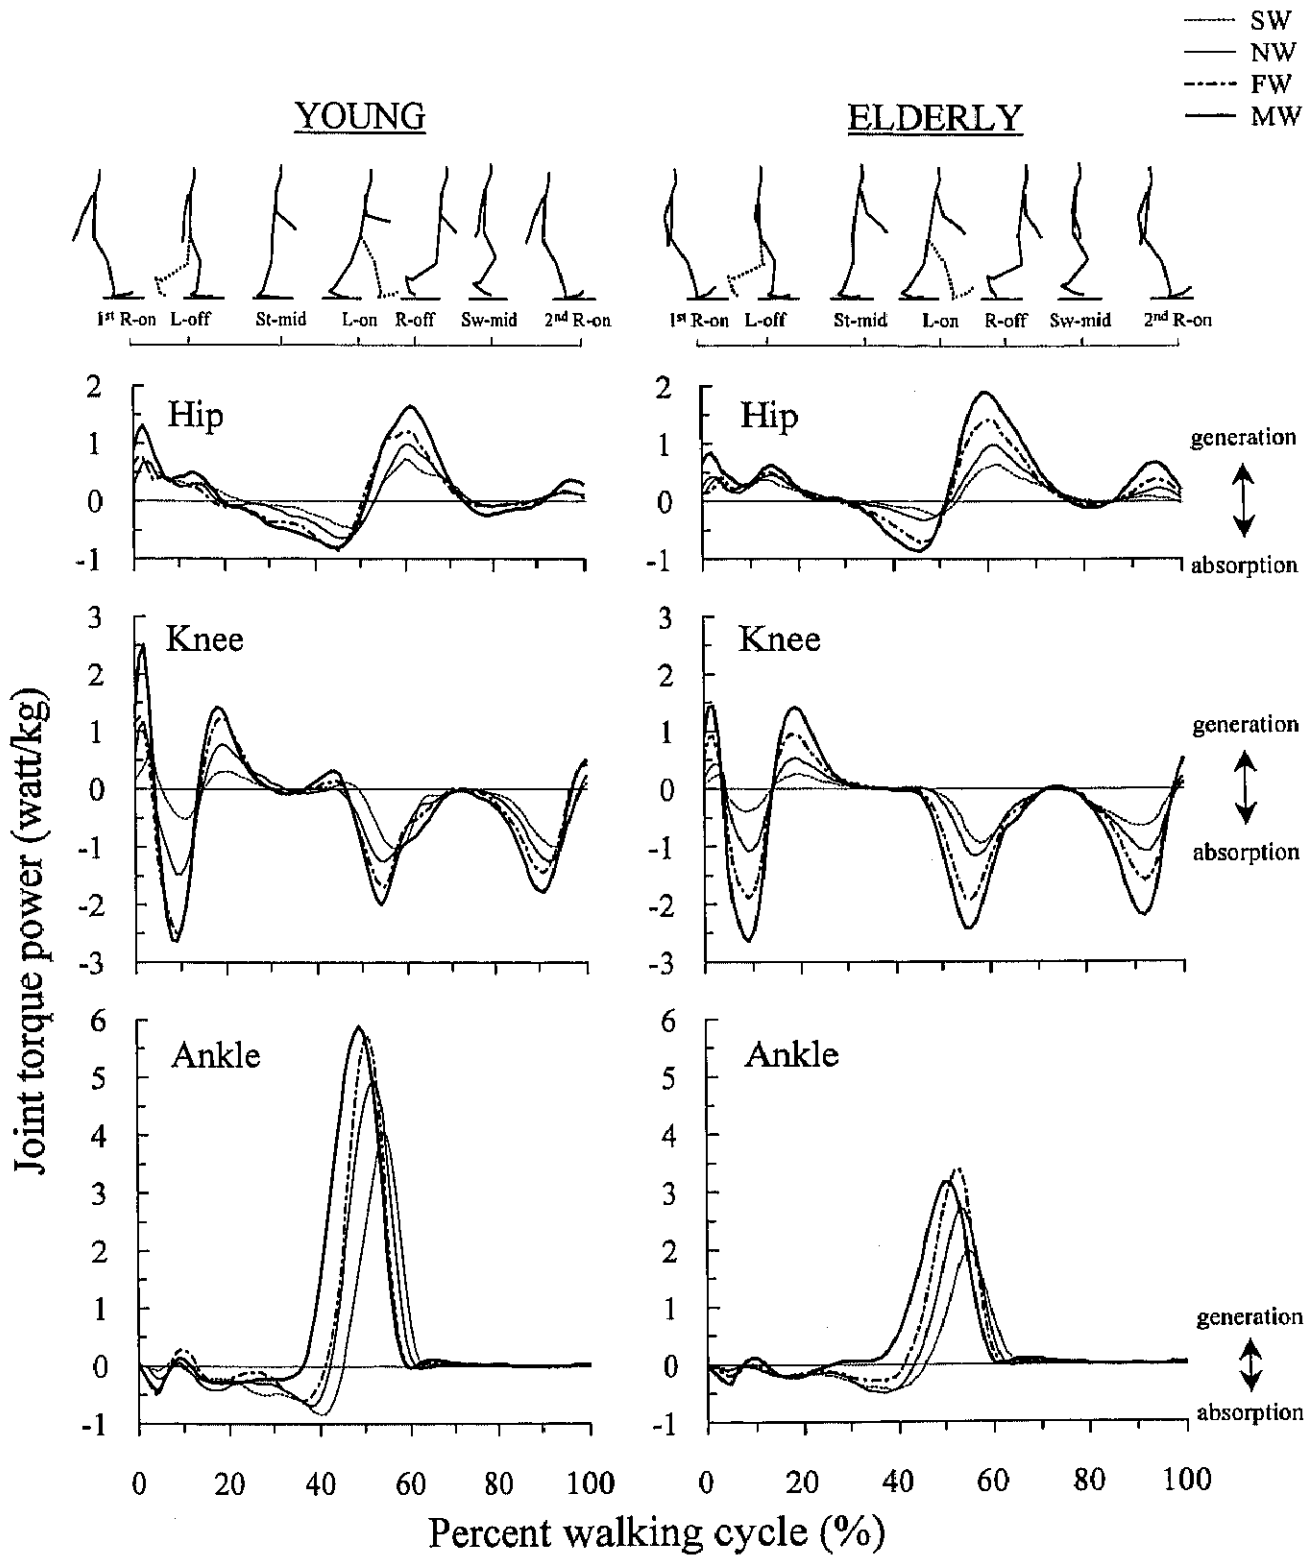 SW
NW
FW
MW
YOUNG
ELDERLY
1st R-on L-off St-mid L-on R-off Sw-mid 2nd R-on
1st R-on L-off St-mid L-on R-off Sw-mid 2nd R-on
2
1
0
-1
Hip
2
1
0
-1
Hip
generation
absorption
3
2
1
0
-1
-2
-3
Knee
3
2
1
0
-1
-2
-3
Knee
generation
absorption
Joint torque power (watt/kg)
6
5
4
3
2
1
0
-1
Ankle
6
5
4
3
2
1
0
-1
Ankle
generation
absorption
0 20 40 60 80 100
0 20 40 60 80 100
Percent walking cycle (%)